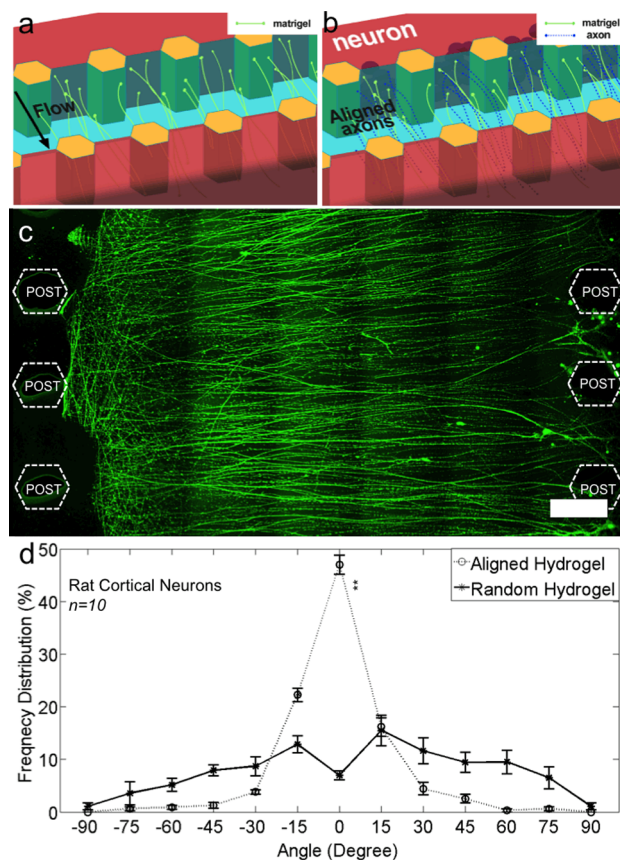 a
matrigel
Flow
b
matrigel
axon
neuron
Aligned
axons
c
POST
POST
POST
POST
POST
POST
d
Rat Cortical Neurons
n=10
Aligned Hydrogel
Random Hydrogel
**
Freqnecy Distribution (%)
50
40
30
20
10
0
-90 -75 -60 -45 -30 -15 0 15 30 45 60 75 90
Angle (Degree)